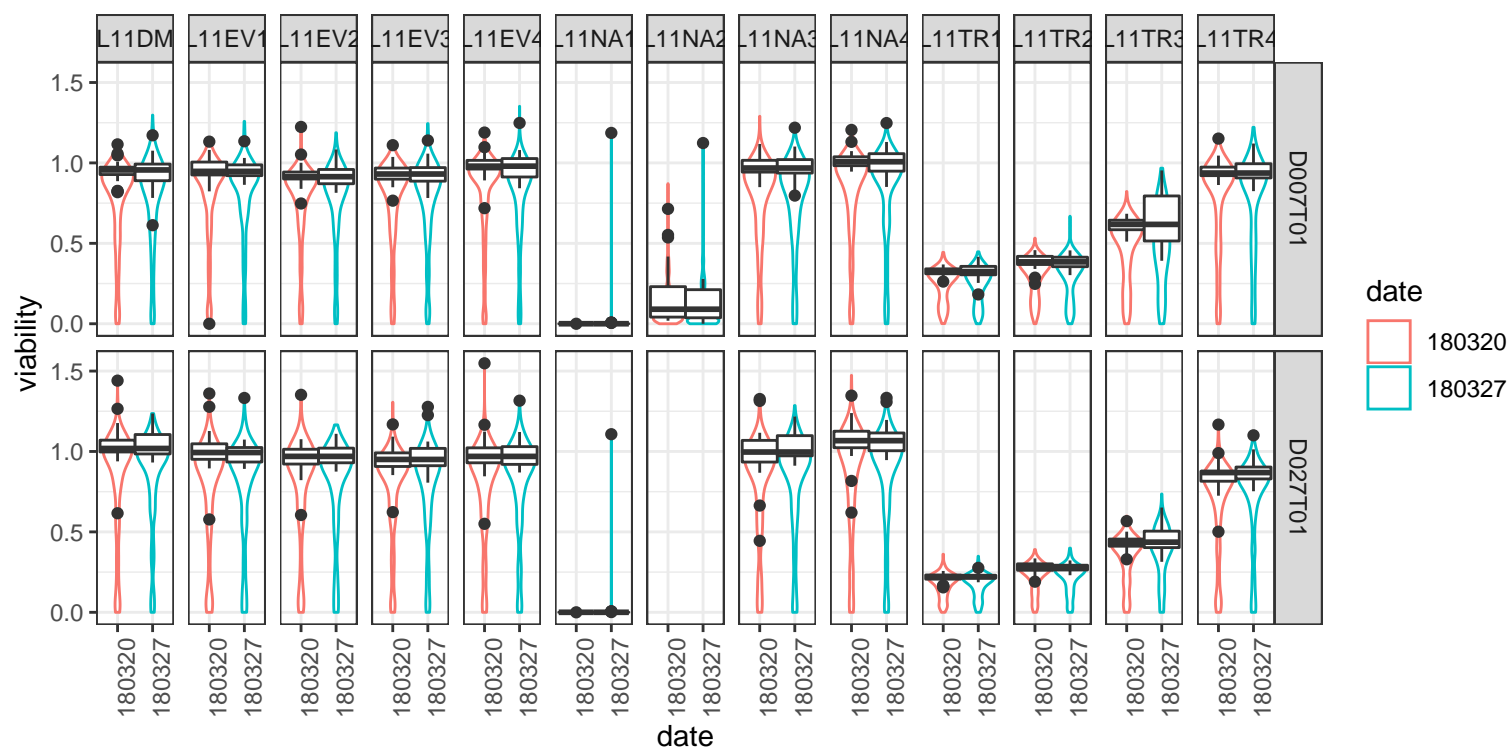 L11DM L11EV1 L11EV2 L11EV3 L11EV4 L11NA1 L11NA2 L11NA3 L11NA4 L11TR1 L11TR2 L11TR3 L11TR4
1.5
1.0
0.5
0.0
D007T01
1.5
1.0
0.5
0.0
D027T01
viability
180320 180327 180320 180327 180320 180327 180320 180327 180320 180327 180320 180327 180320 180327 180320 180327 180320 180327 180320 180327 180320 180327 180320 180327 180320 180327
date
date
180320
180327